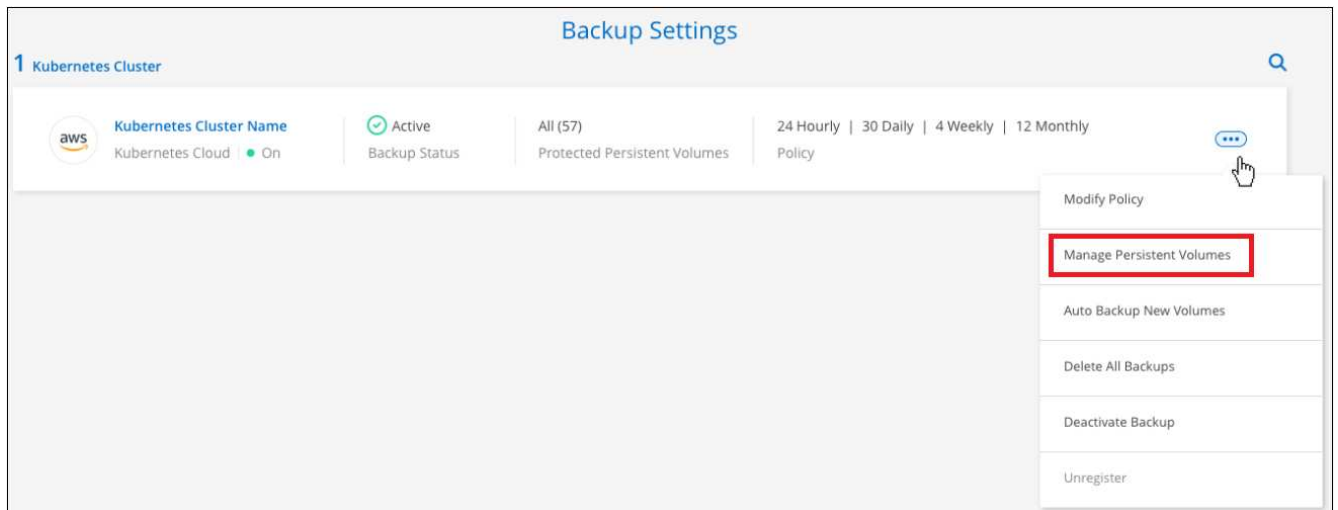 Backup Settings
1 Kubernetes Cluster
aws
Kubernetes Cluster Name
Kubernetes Cloud
On
Active
Backup Status
All (57)
Protected Persistent Volumes
24 Hourly | 30 Daily | 4 Weekly | 12 Monthly
Policy
Modify Policy
Manage Persistent Volumes
Auto Backup New Volumes
Delete All Backups
Deactivate Backup
Unregister